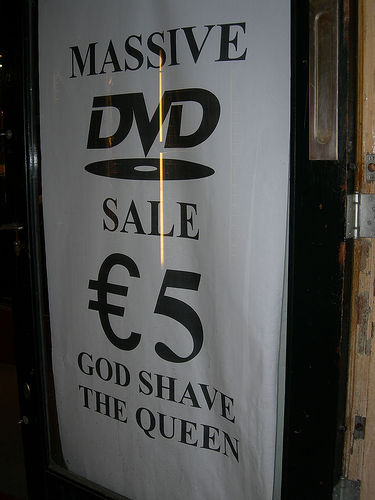 MASSIVE
DVD
SALE
€5
GOD SHAVE
THE QUEEN